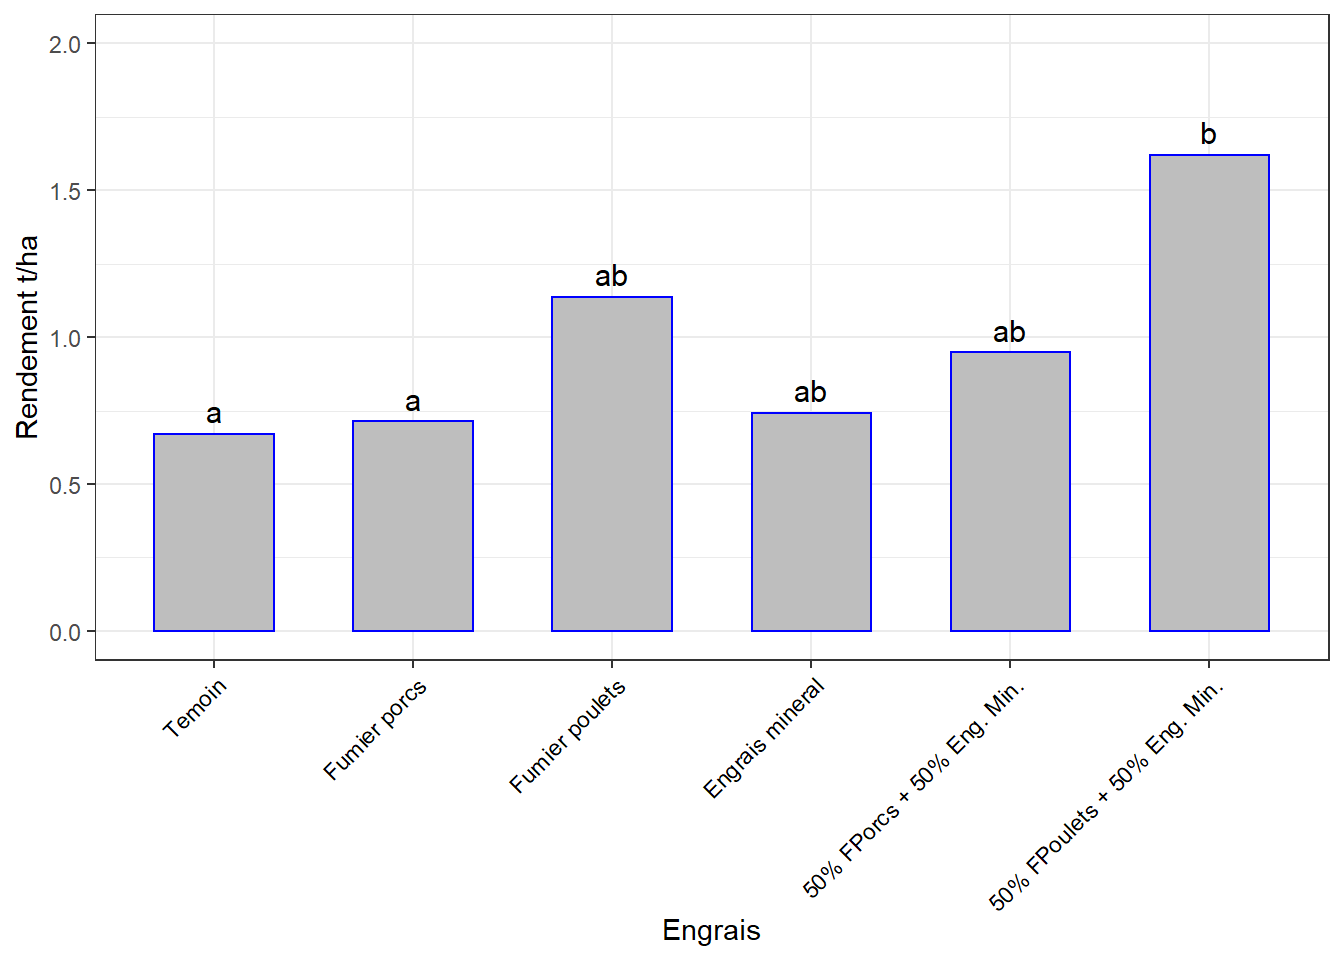 Rendement t/ha
2.0
1.5
1.0
0.5
0.0
a
a
ab
ab
ab
b
Temoin
Fumier porcs
Fumier poulets
Engrais mineral
50% FPorcs + 50% Eng. Min.
50% FPoulets + 50% Eng. Min.
Engrais